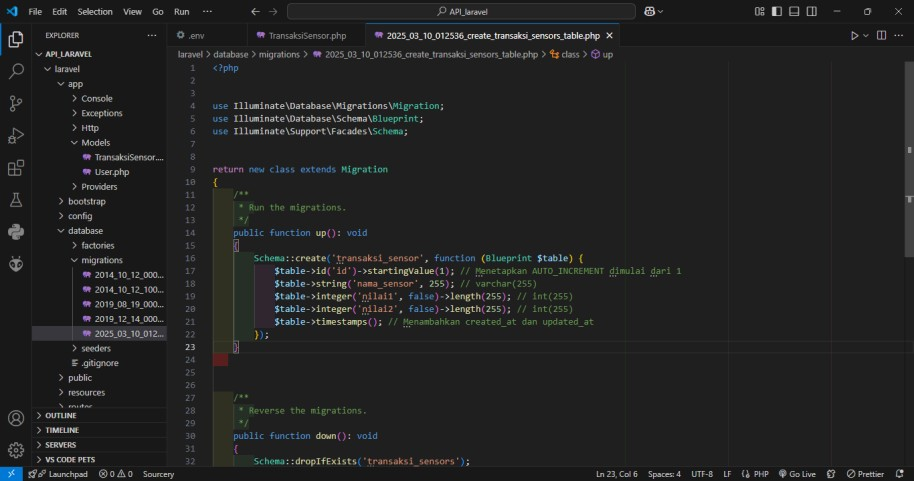 File Edit Selection View Go Run ··· API_laravel
EXPLORER ···
API_LARAVEL
laravel
app
Console
Exceptions
Http
Models
TransaksiSensor....
User.php
Providers
bootstrap
config
database
factories
migrations
2014_10_12_000...
2014_10_12_100...
2019_08_19_000...
2019_12_14_000...
2025_03_10_012...
seeders
.gitignore
public
resources
routes
OUTLINE
TIMELINE
SERVERS
VS CODE PETS
.env TransaksiSensor.php 2025_03_10_012536_create_transaksi_sensors_table.php
laravel > database > migrations > 2025_03_10_012536_create_transaksi_sensors_table.php > class > up
1 <?php
2
3
4 use Illuminate\Database\Migrations\Migration;
5 use Illuminate\Database\Schema\Blueprint;
6 use Illuminate\Support\Facades\Schema;
7
8
9 return new class extends Migration
10 {
11 /**
12 * Run the migrations.
13 */
14 public function up(): void
15 {
16 Schema::create('transaksi_sensor', function (Blueprint $table) {
17 $table->id('id')->startingValue(1); // Menetapkan AUTO_INCREMENT dimulai dari 1
18 $table->string('nama_sensor', 255); // varchar(255)
19 $table->integer('nilai1', false)->length(255); // int(255)
20 $table->integer('nilai2', false)->length(255); // int(255)
21 $table->timestamps(); // Menambahkan created_at dan updated_at
22 });
23 }
24
25
26
27 /**
28 * Reverse the migrations.
29 */
30 public function down(): void
31 {
32 Schema::dropIfExists('transaksi_sensors');
Launchpad 0 0 Sourcery Ln 23, Col 6 Spaces: 4 UTF-8 LF {} PHP Go Live Prettier